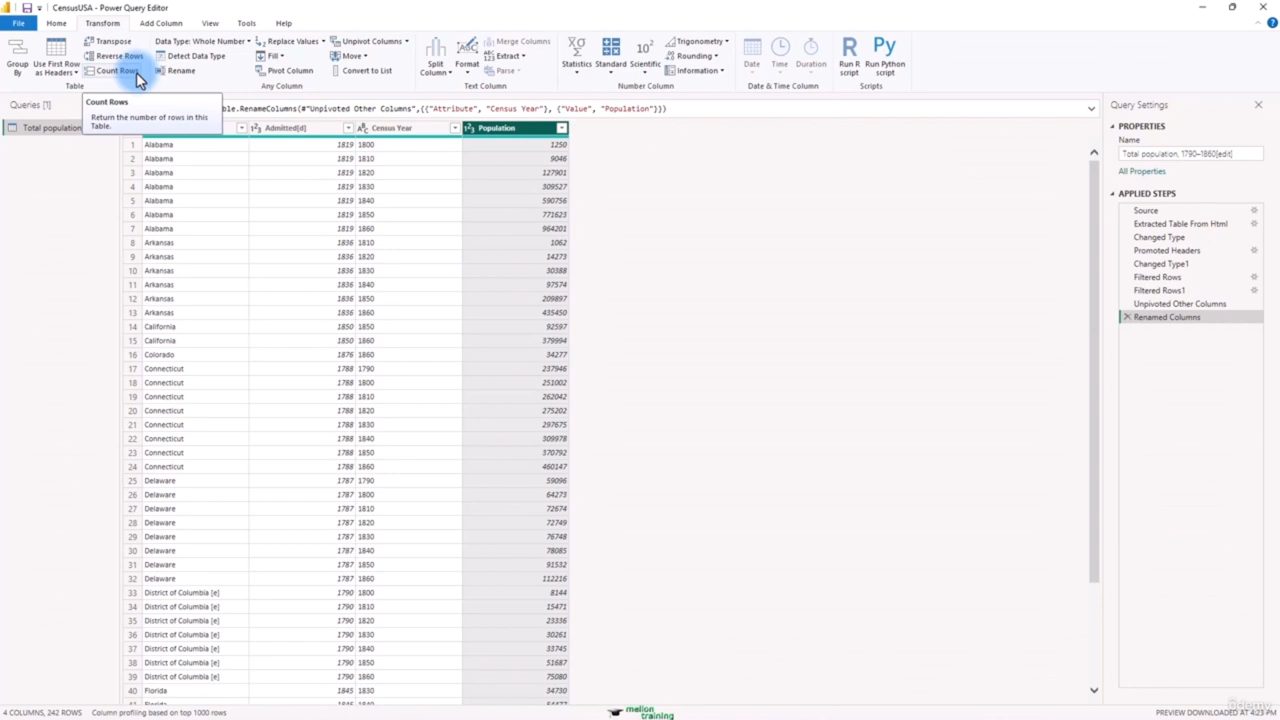 CensusUSA - Power Query Editor
File Home Transform Add Column View Tools Help
Group By
Use First Row as Headers
Transpose
Reverse Rows
Count Rows
Table
Data Type: Whole Number
Detect Data Type
Rename
Replace Values
Fill
Pivot Column
Unpivot Columns
Move
Convert to List
Any Column
Split Column
Format
Merge Columns
Extract
Parse
Statistics
Standard
Scientific
Trigonometry
Rounding
Information
Number Column
Date
Time
Duration
Date & Time Column
Run R script
Run Python script
Scripts
Queries [1]
Total population
Count Rows
Return the number of rows in this
Table.
ble.RenameColumns(#"Unpivoted Other Columns",{{"Attribute", "Census Year"}, {"Value", "Population"}})
Admitted[d] Census Year Population
1 Alabama 1819 1800 1250
2 Alabama 1819 1810 9046
3 Alabama 1819 1820 127901
4 Alabama 1819 1830 309527
5 Alabama 1819 1840 590756
6 Alabama 1819 1850 771623
7 Alabama 1819 1860 964201
8 Arkansas 1836 1810 1062
9 Arkansas 1836 1820 14273
10 Arkansas 1836 1830 30388
11 Arkansas 1836 1840 97574
12 Arkansas 1836 1850 209897
13 Arkansas 1836 1860 435450
14 California 1850 1850 92597
15 California 1850 1860 379994
16 Colorado 1876 1860 34277
17 Connecticut 1788 1790 237946
18 Connecticut 1788 1800 251002
19 Connecticut 1788 1810 262042
20 Connecticut 1788 1820 275202
21 Connecticut 1788 1830 297675
22 Connecticut 1788 1840 309978
23 Connecticut 1788 1850 370792
24 Connecticut 1788 1860 460147
25 Delaware 1787 1790 59096
26 Delaware 1787 1800 64273
27 Delaware 1787 1810 72674
28 Delaware 1787 1820 72749
29 Delaware 1787 1830 76748
30 Delaware 1787 1840 78085
31 Delaware 1787 1850 91532
32 Delaware 1787 1860 112216
33 District of Columbia [e] 1790 1800 8144
34 District of Columbia [e] 1790 1810 15471
35 District of Columbia [e] 1790 1820 23336
36 District of Columbia [e] 1790 1830 30261
37 District of Columbia [e] 1790 1840 33745
38 District of Columbia [e] 1790 1850 51687
39 District of Columbia [e] 1790 1860 75080
40 Florida 1845 1830 34730
Query Settings
PROPERTIES
Name
Total population, 1790–1860[edit]
All Properties
APPLIED STEPS
Source
Extracted Table From Html
Changed Type
Promoted Headers
Changed Type1
Filtered Rows
Filtered Rows1
Unpivoted Other Columns
Renamed Columns
4 COLUMNS, 242 ROWS Column profiling based on top 1000 rows
mellon
training
udemy
PREVIEW DOWNLOADED AT 4:23 PM